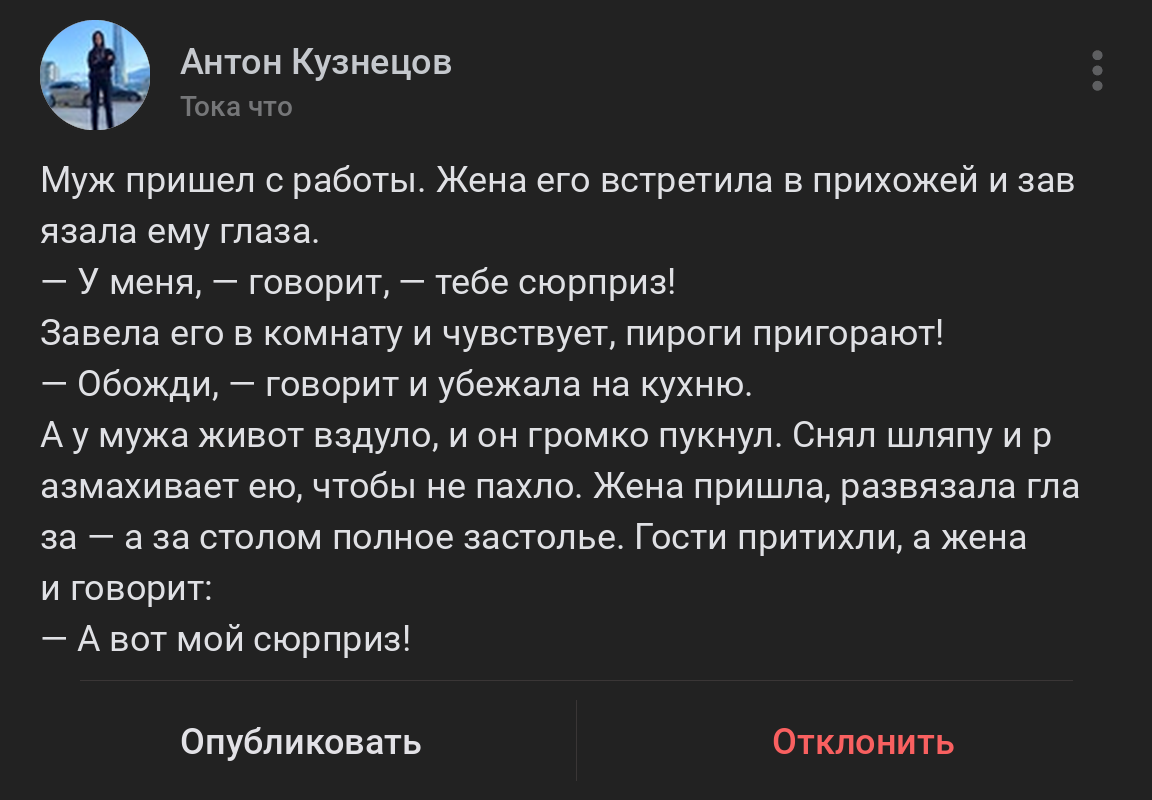 Антон Кузнецов
Тока что
Муж пришел с работы. Жена его встретила в прихожей и зав
язала ему глаза.
— У меня, — говорит, — тебе сюрприз!
Завела его в комнату и чувствует, пироги пригорают!
— Обожди, — говорит и убежала на кухню.
А у мужа живот вздуло, и он громко пукнул. Снял шляпу и р
азмахивает ею, чтобы не пахло. Жена пришла, развязала гла
за — а за столом полное застолье. Гости притихли, а жена
и говорит:
— А вот мой сюрприз!
Опубликовать
Отклонить